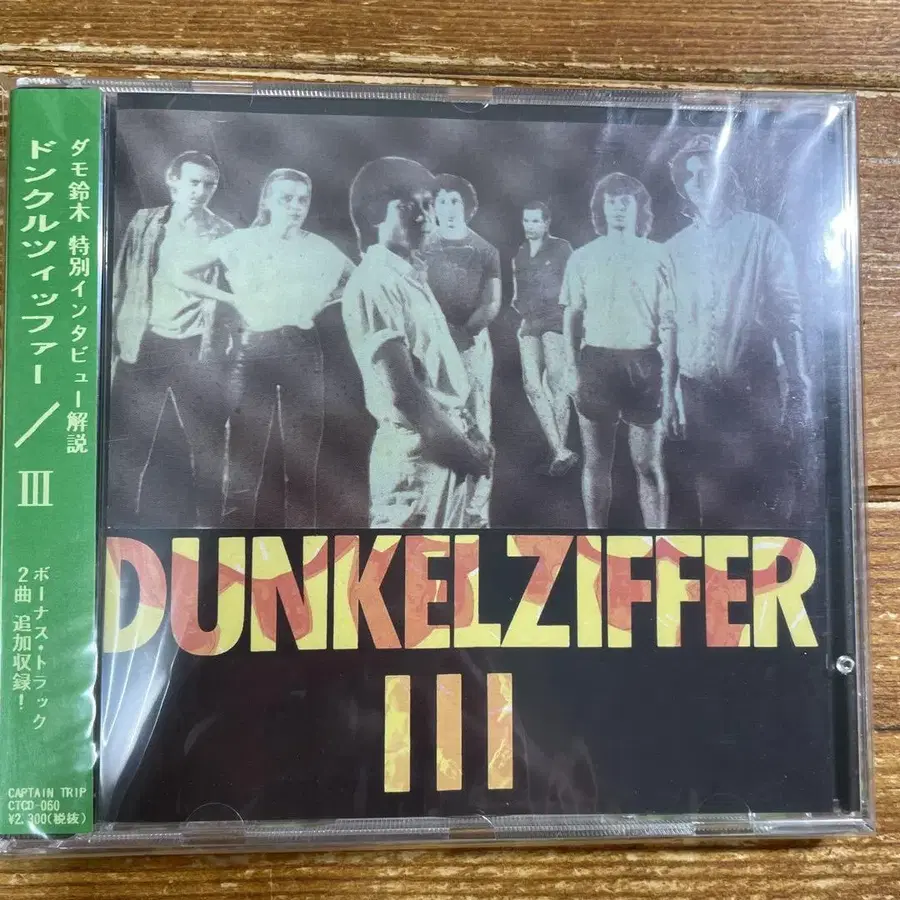 ダモ鈴木 特別インタビュー解説
ドンクルツィッファー / III
ボーナス・トラック
2曲 追加収録!
CAPTAIN TRIP
CTCD-060
¥2,300(税抜)
DUNKELZIFFER
III